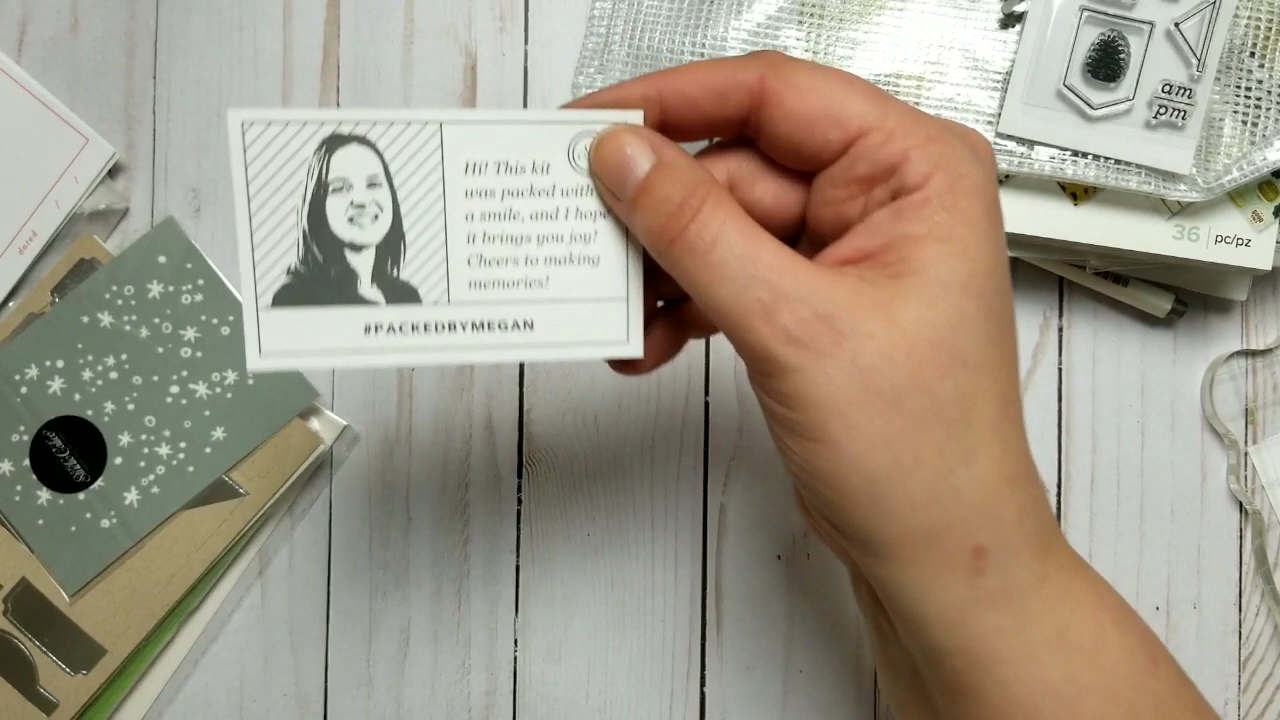 Hi! This kit
was packed with
a smile, and I hope
it brings you joy!
Cheers to making
memories!
#PACKEDBYMEGAN
am
pm
36 | pc/pz
dated